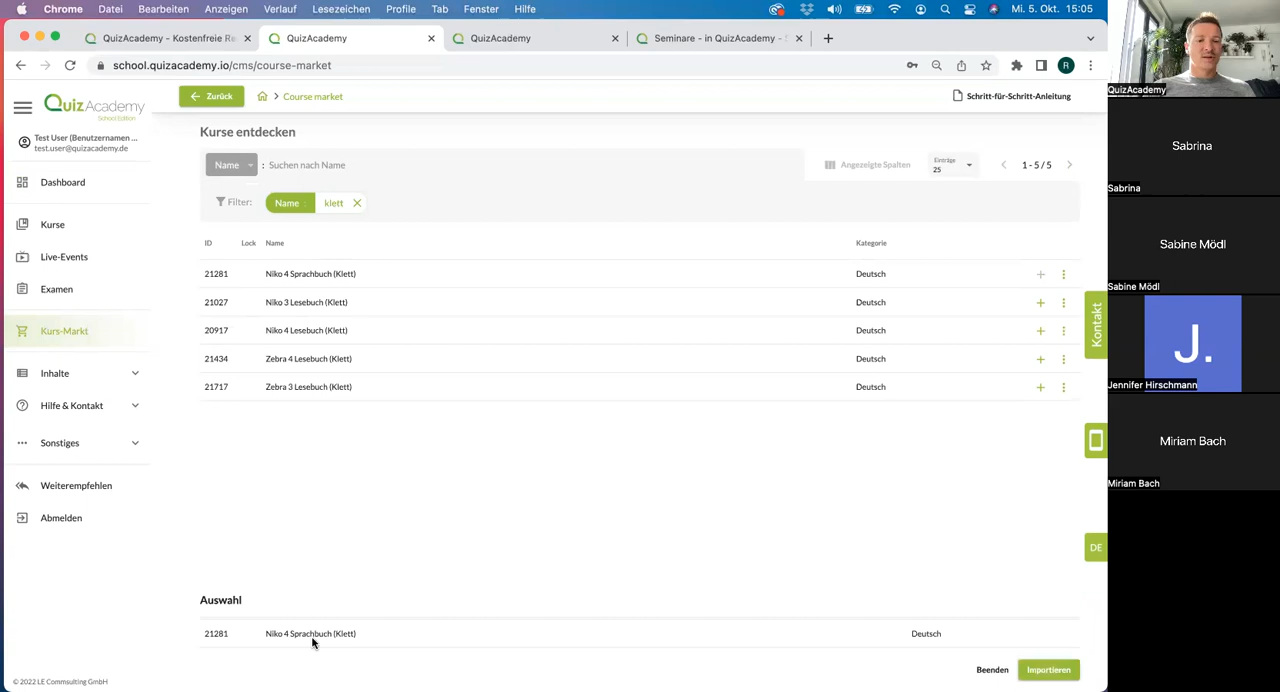 Chrome Datei Bearbeiten Anzeigen Verlauf Lesezeichen Profile Tab Fenster Hilfe Mi. 5. Okt. 15:05
QuizAcademy – Kostenfreie Re
QuizAcademy
QuizAcademy
Seminare - in QuizAcademy - S
school.quizacademy.io/cms/course-market
R
QuizAcademy
School Edition
Zurück
Course market
Schritt-für-Schritt-Anleitung
Test User (Benutzernamen ...
test.user@quizacademy.de
Dashboard
Kurse
Live-Events
Examen
Kurs-Markt
Inhalte
Hilfe & Kontakt
Sonstiges
Weiterempfehlen
Abmelden
© 2022 LE Commsulting GmbH
Kurse entdecken
Name : Suchen nach Name
Angezeigte Spalten
Einträge
25
1 - 5 / 5
Filter: Name : klett
ID Lock Name Kategorie
21281 Niko 4 Sprachbuch (Klett) Deutsch
21027 Niko 3 Lesebuch (Klett) Deutsch
20917 Niko 4 Lesebuch (Klett) Deutsch
21434 Zebra 4 Lesebuch (Klett) Deutsch
21717 Zebra 3 Lesebuch (Klett) Deutsch
Auswahl
21281 Niko 4 Sprachbuch (Klett) Deutsch
Beenden Importieren
Kontakt
DE
QuizAcademy
Sabrina
Sabrina
Sabine Mödl
Sabine Mödl
J.
Jennifer Hirschmann
Miriam Bach
Miriam Bach